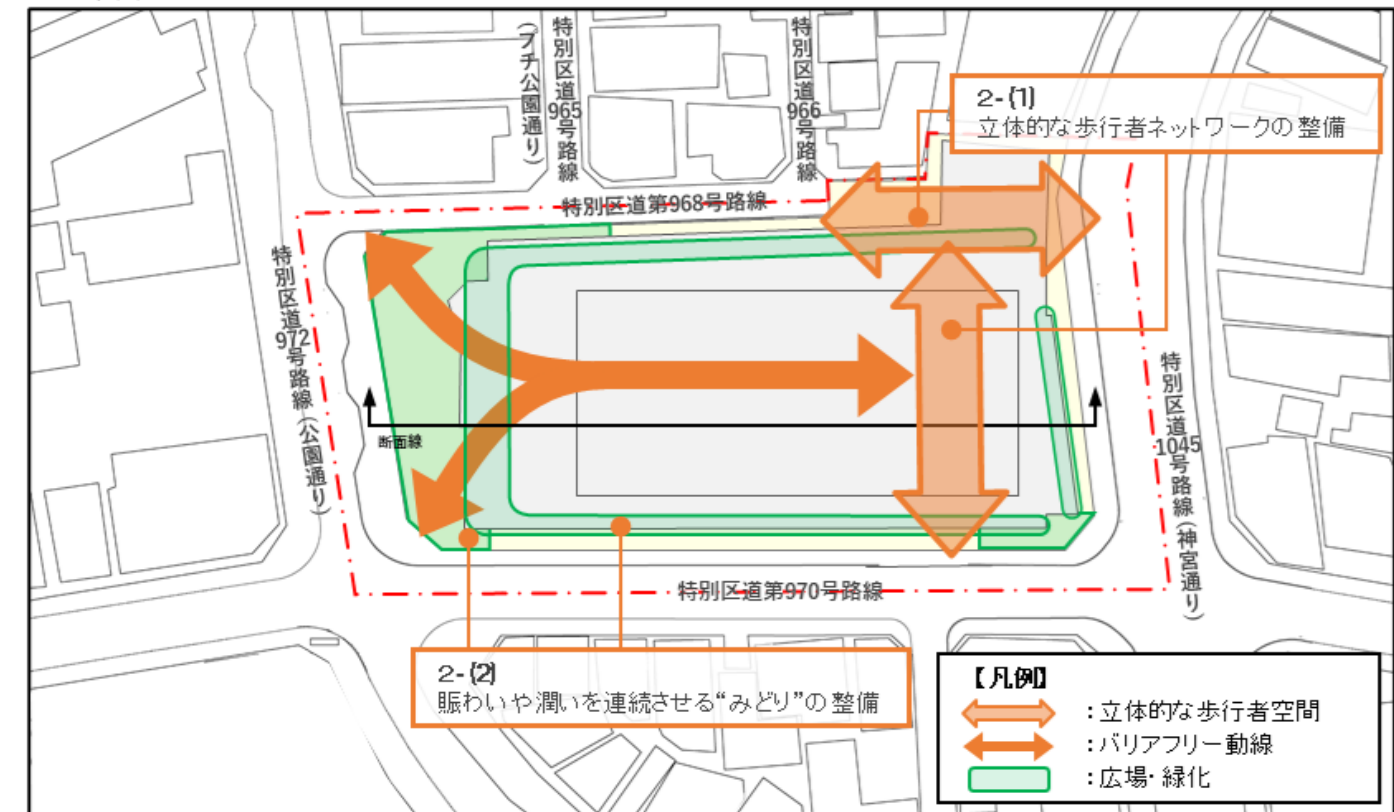 特別区道965号路線
(プチ公園通り)
特別区道966号路線
2-(1)
立体的な歩行者ネットワークの整備
特別区道第968号路線
特別区道972号路線(公園通り)
断面線
特別区道1045号路線(神宮通り)
特別区道第970号路線
2-(2)
賑わいや潤いを連続させる“みどり”の整備
【凡例】
:立体的な歩行者空間
:バリアフリー動線
:広場・緑化